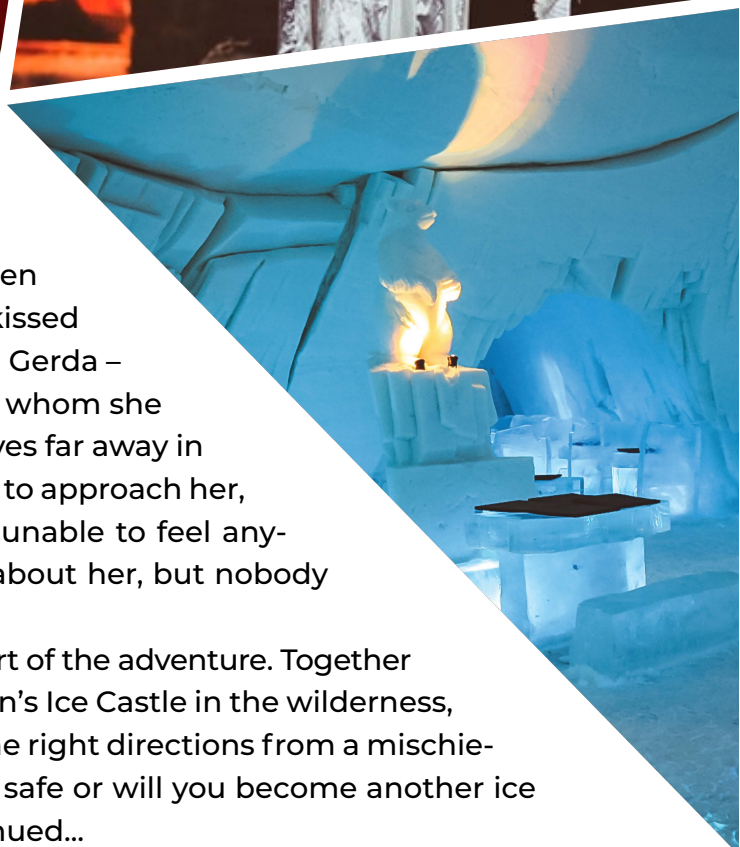 en
kissed
Gerda –
whom she
ves far away in
to approach her,
unable to feel any-
about her, but nobody
rt of the adventure. Together
n’s Ice Castle in the wilderness,
he right directions from a mischie-
safe or will you become another ice
nued...